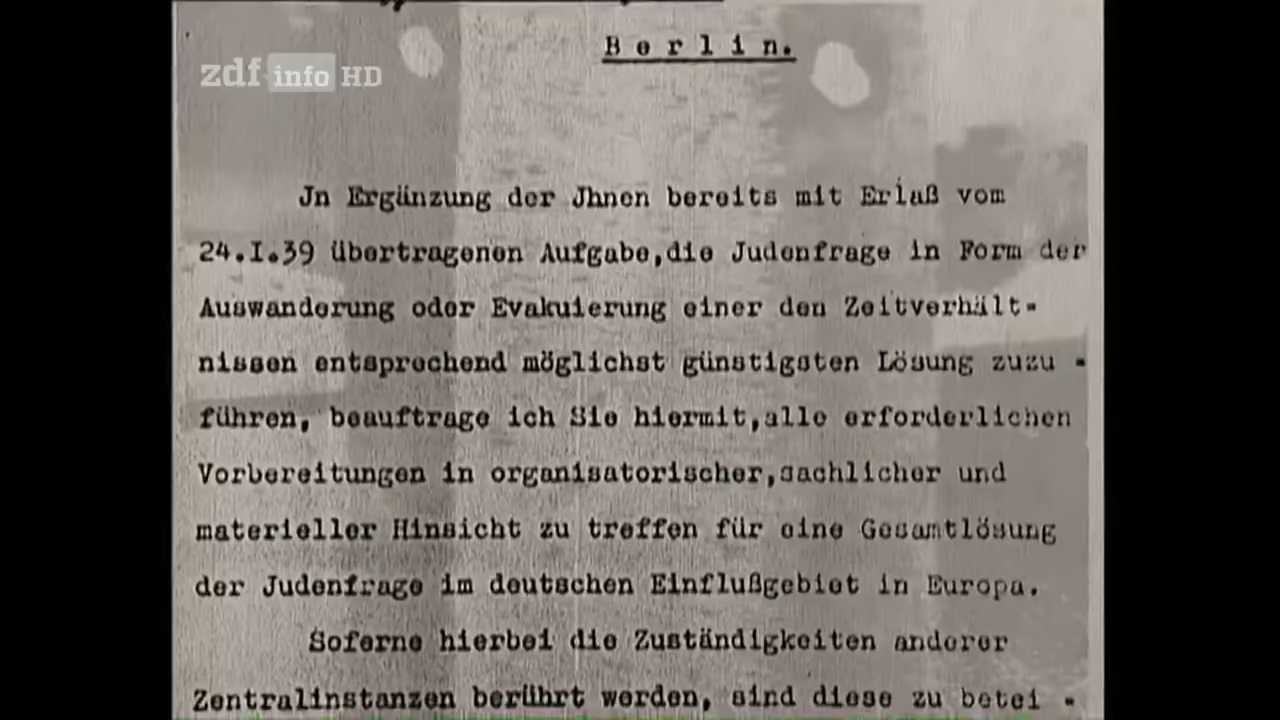 Berlin.
zdf info HD
Jn Ergänzung der Jhnen bereits mit Erlaß vom
24.I.39 übertragenen Aufgabe,die Judenfrage in Form der
Auswanderung oder Evakuierung einer den Zeitverhält-
nissen entsprechend möglichst günstigsten Lösung zuzu -
führen, beauftrage ich Sie hiermit,alle erforderlichen
Vorbereitungen in organisatorischer,sachlicher und
materieller Hinsicht zu treffen für eine Gesamtlösung
der Judenfrage im deutschen Einflußgebiet in Europa.
Soferne hierbei die Zuständigkeiten anderer
Zentralinstanzen berührt werden, sind diese zu betei -